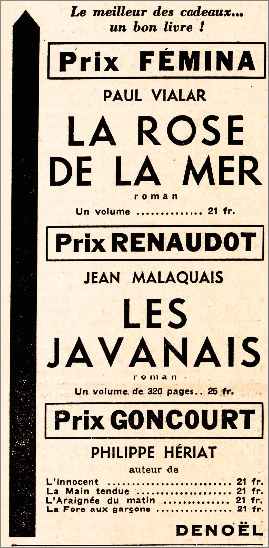 Le meilleur des cadeaux...
un bon livre !
Prix FÉMINA
PAUL VIALAR
LA ROSE
DE LA MER
roman
Un volume .............. 21 fr.
Prix RENAUDOT
JEAN MALAQUAIS
LES
JAVANAIS
roman
Un volume de 320 pages.. 25 fr.
Prix GONCOURT
PHILIPPE HÉRIAT
auteur de
L'Innocent .................. 21 fr.
La Main tendue .............. 21 fr.
L'Araignée du matin ......... 21 fr.
La Fore aux garçons ......... 21 fr.
DENOËL